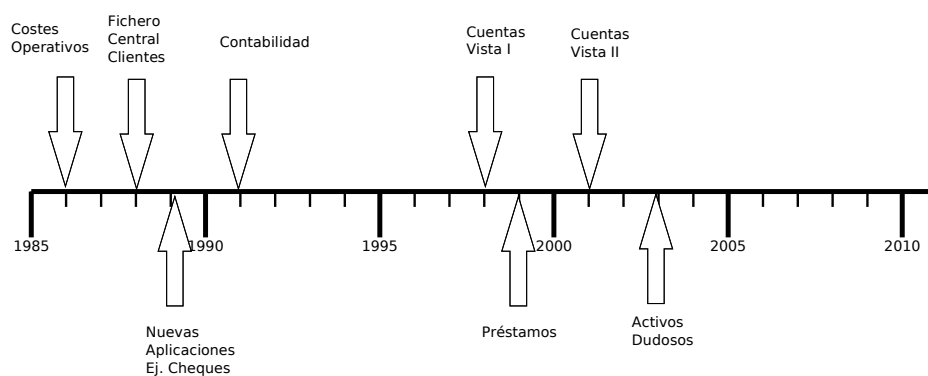 Costes
Operativos
Fichero
Central
Clientes
Contabilidad
Cuentas
Vista I
Cuentas
Vista II
1985
1990
1995
2000
2005
2010
Nuevas
Aplicaciones
Ej. Cheques
Préstamos
Activos
Dudosos